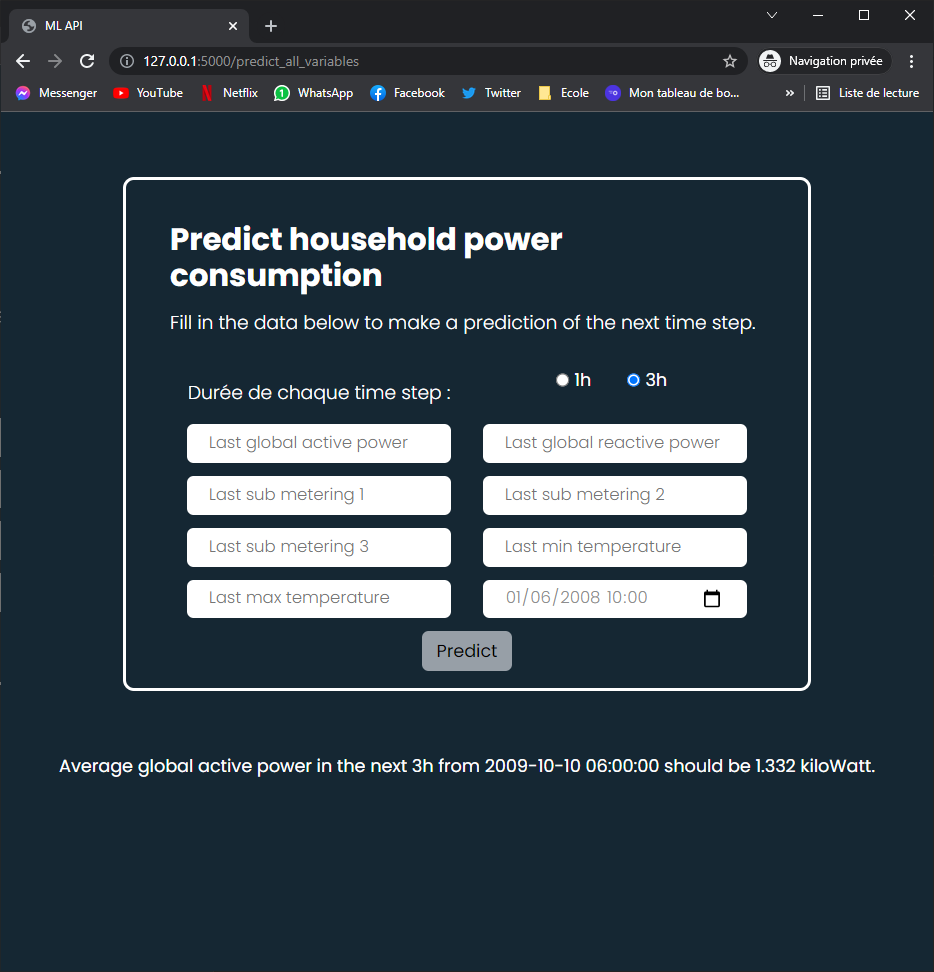 ML API
127.0.0.1:5000/predict_all_variables
Navigation privée
Messenger
YouTube
Netflix
WhatsApp
Facebook
Twitter
Ecole
Mon tableau de bo...
»
Liste de lecture
Predict household power
consumption
Fill in the data below to make a prediction of the next time step.
Durée de chaque time step :
1h
3h
Last global active power
Last global reactive power
Last sub metering 1
Last sub metering 2
Last sub metering 3
Last min temperature
Last max temperature
01/06/2008 10:00
Predict
Average global active power in the next 3h from 2009-10-10 06:00:00 should be 1.332 kiloWatt.